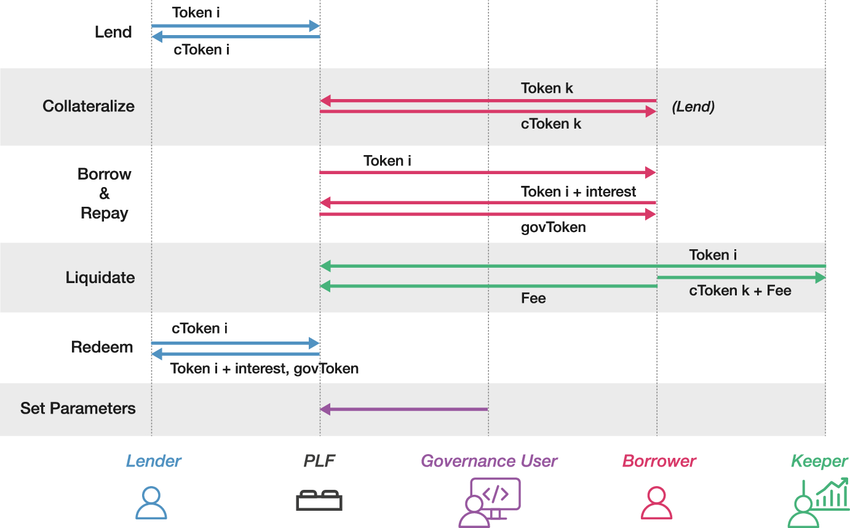 Lend
Token i
cToken i
Collateralize
Token k
cToken k
(Lend)
Borrow
&
Repay
Token i
Token i + interest
govToken
Liquidate
Token i
cToken k + Fee
Fee
Redeem
cToken i
Token i + interest, govToken
Set Parameters
Lender
PLF
Governance User
Borrower
Keeper